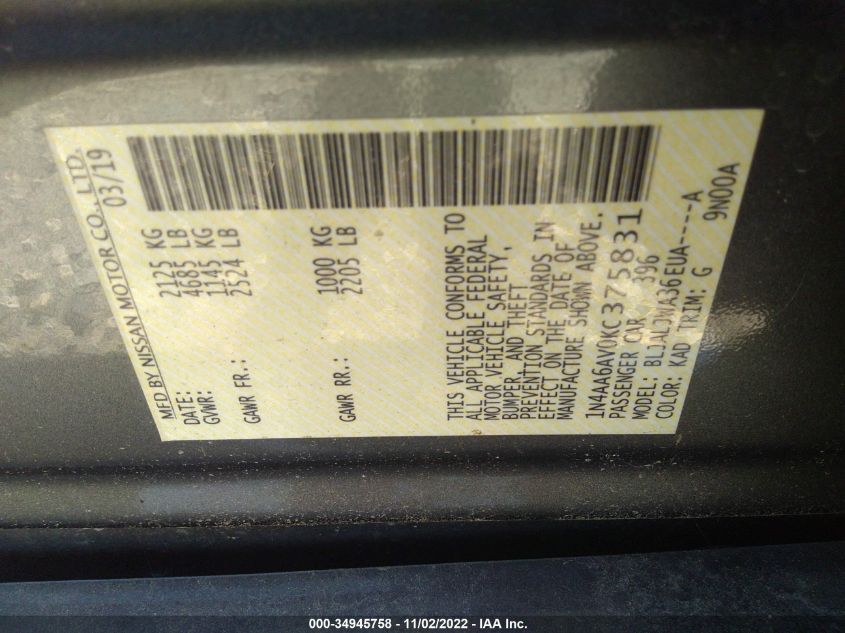 MFD BY NISSAN MOTOR CO., LTD.
DATE: 03/19
GVWR: 2125 KG
4685 LB
GAWR FR.: 1145 KG
2524 LB
GAWR RR.: 1000 KG
2205 LB
THIS VEHICLE CONFORMS TO
ALL APPLICABLE FEDERAL
MOTOR VEHICLE SAFETY,
BUMPER, AND THEFT
PREVENTION STANDARDS IN
EFFECT ON THE DATE OF
MANUFACTURE SHOWN ABOVE.
1N4AA6AV0KC375831
PASSENGER CAR 396
MODEL: BLJALJWA36EUA----A
COLOR: KAD TRIM: G 9N00A
000-34945758 - 11/02/2022 - IAA Inc.